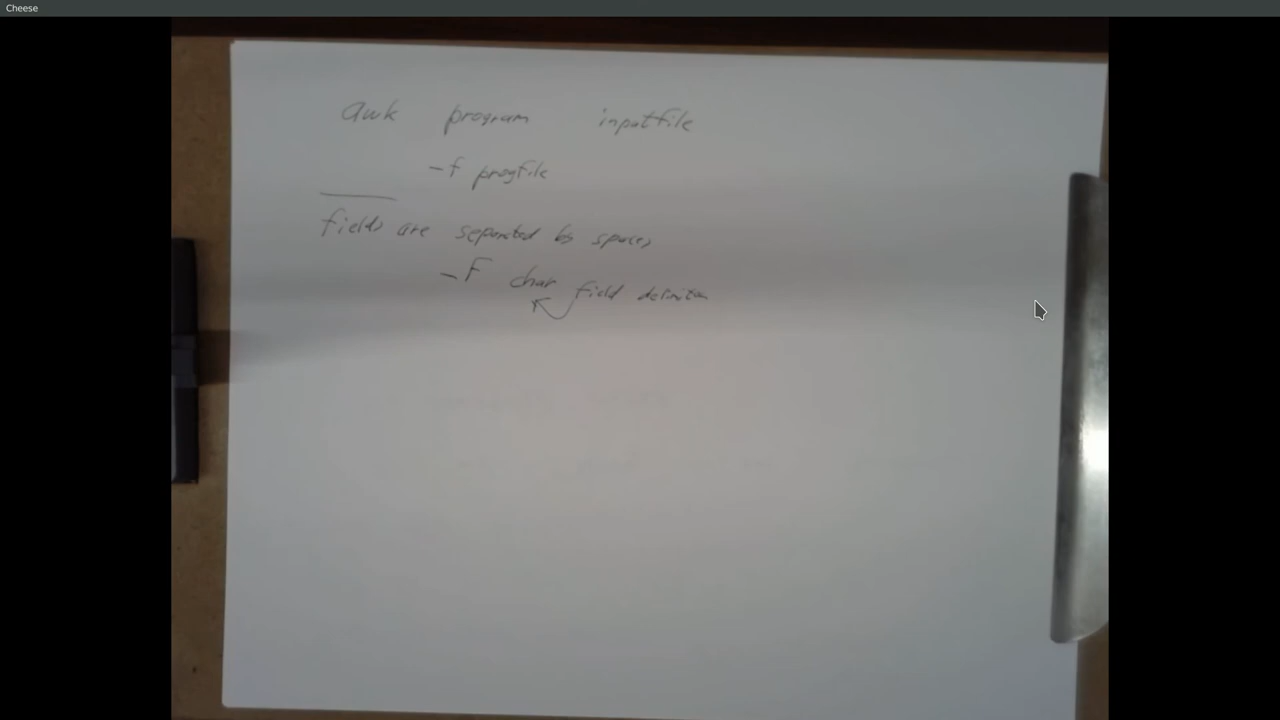 Cheese
awk program inputfile
-f progfile
fields are separated by spaces
-F char field delimiter